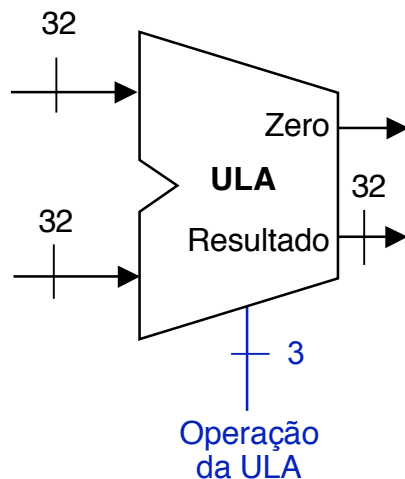 32
Zero
ULA
32
32
Resultado
3
Operação
da ULA